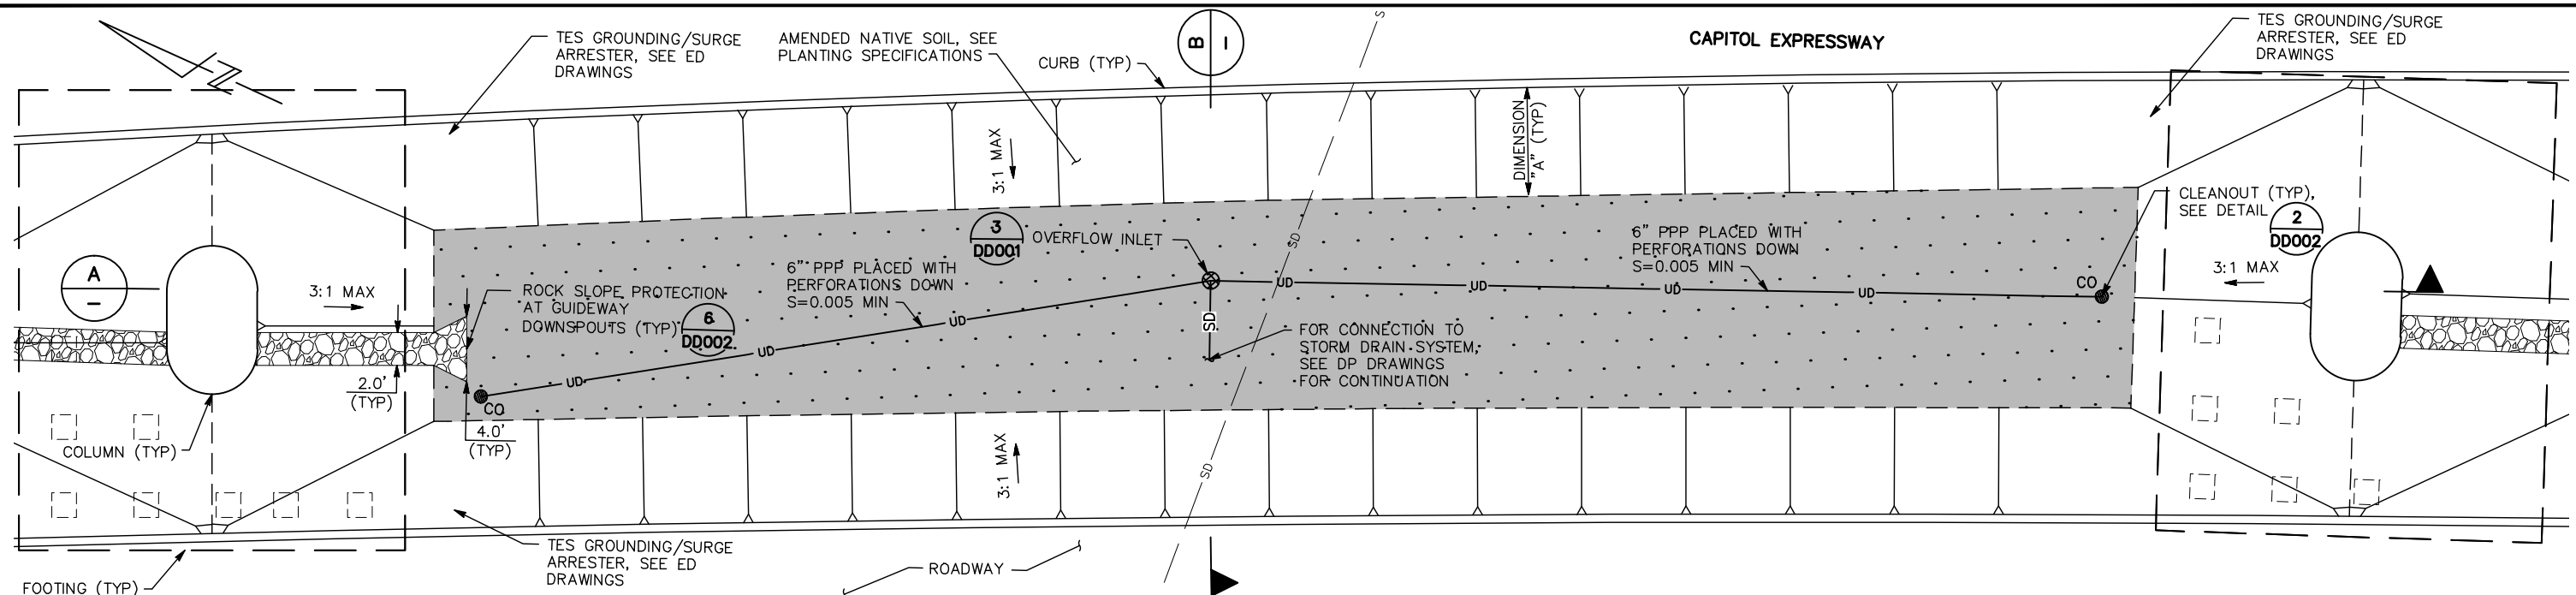 TES GROUNDING/SURGE
ARRESTER, SEE ED
DRAWINGS
AMENDED NATIVE SOIL, SEE
PLANTING SPECIFICATIONS
CURB (TYP)
B
–
S
CAPITOL EXPRESSWAY
TES GROUNDING/SURGE
ARRESTER, SEE ED
DRAWINGS
3:1 MAX
DIMENSION
"A" (TYP)
CLEANOUT (TYP),
SEE DETAIL
2
DD002
3
DD001
OVERFLOW INLET
SD
6" PPP PLACED WITH
PERFORATIONS DOWN
S=0.005 MIN
6" PPP PLACED WITH
PERFORATIONS DOWN
S=0.005 MIN
A
–
3:1 MAX
ROCK SLOPE PROTECTION
AT GUIDEWAY
DOWNSPOUTS (TYP)
6
DD002
3:1 MAX
CO
UD
UD
UD
UD
UD
UD
UD
SD
FOR CONNECTION TO
STORM DRAIN SYSTEM,
SEE DP DRAWINGS
FOR CONTINUATION
2.0'
(TYP)
CO
4.0'
(TYP)
COLUMN (TYP)
3:1 MAX
SD
TES GROUNDING/SURGE
ARRESTER, SEE ED
DRAWINGS
ROADWAY
FOOTING (TYP)